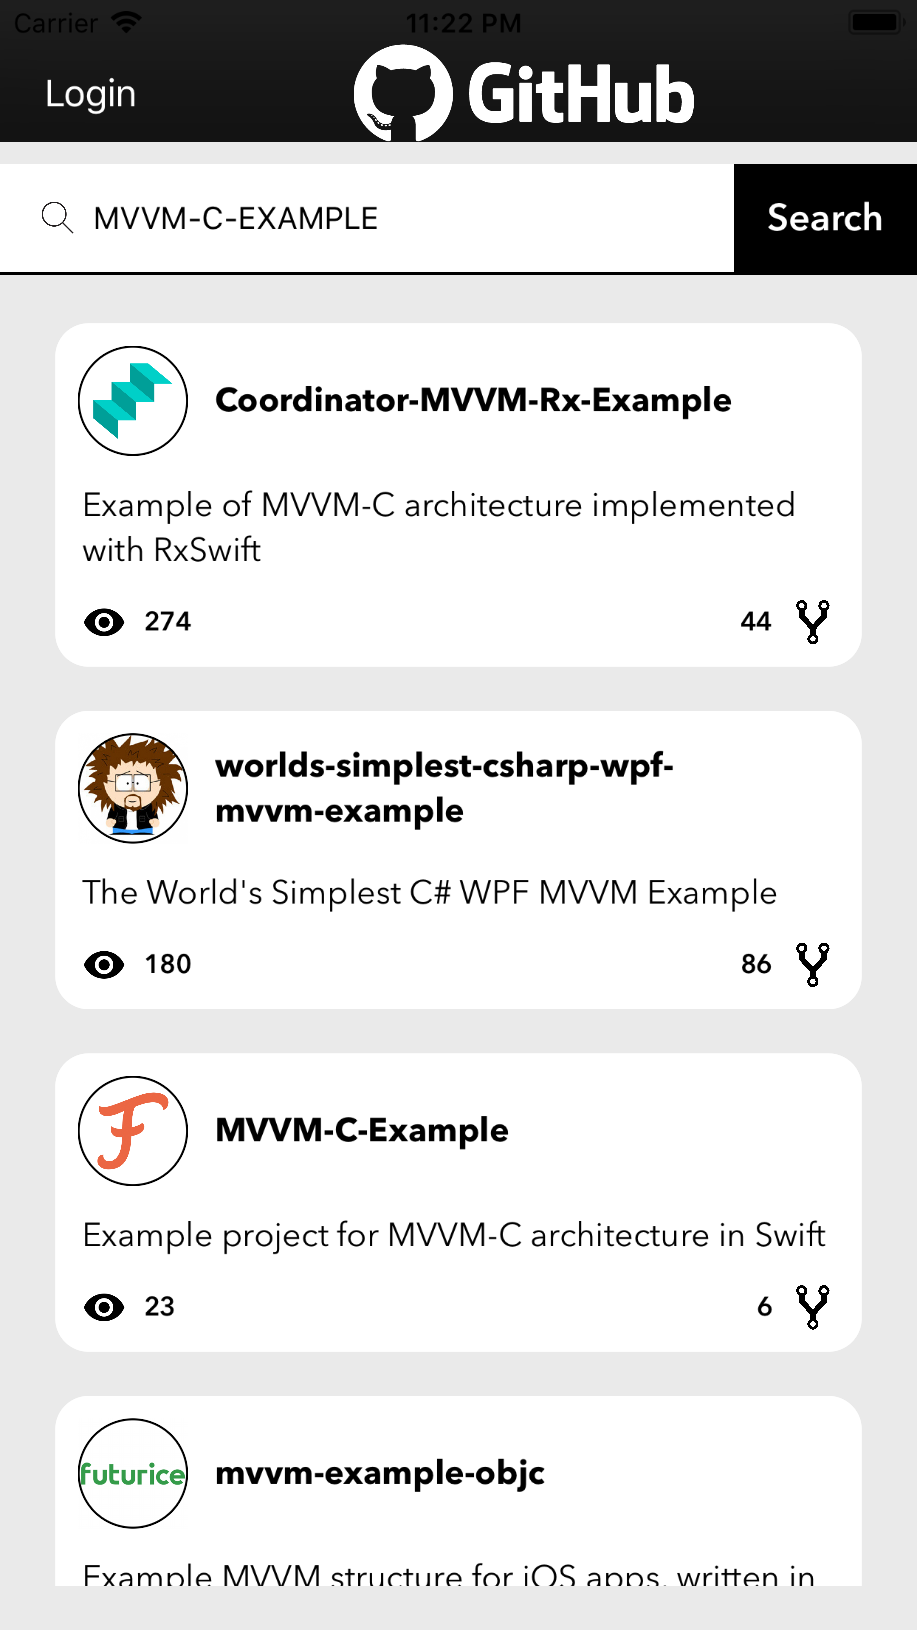 Carrier
11:22 PM
Login
GitHub
MVVM-C-EXAMPLE
Search
Coordinator-MVVM-Rx-Example
Example of MVVM-C architecture implemented
with RxSwift
274
44
worlds-simplest-csharp-wpf-
mvvm-example
The World's Simplest C# WPF MVVM Example
180
86
MVVM-C-Example
Example project for MVVM-C architecture in Swift
23
6
futurice
mvvm-example-objc
Example MVVM structure for iOS apps, written in